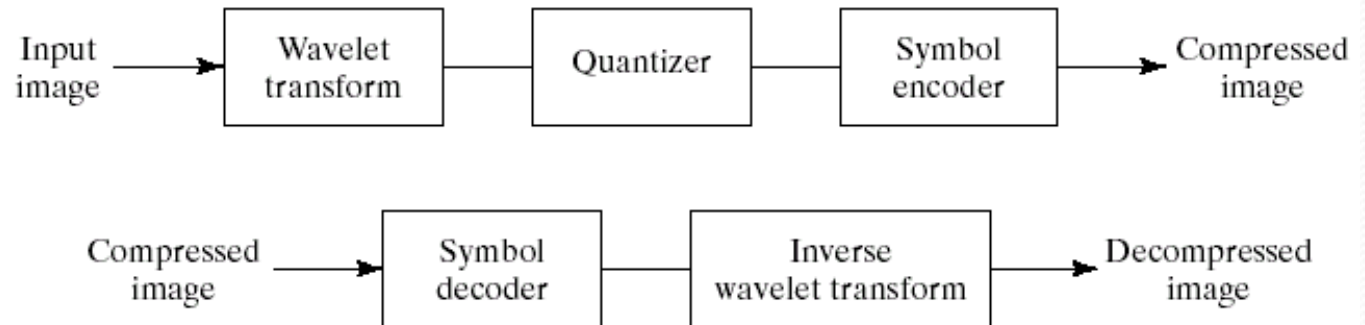 Input
image
Wavelet
transform
Quantizer
Symbol
encoder
Compressed
image
Compressed
image
Symbol
decoder
Inverse
wavelet transform
Decompressed
image